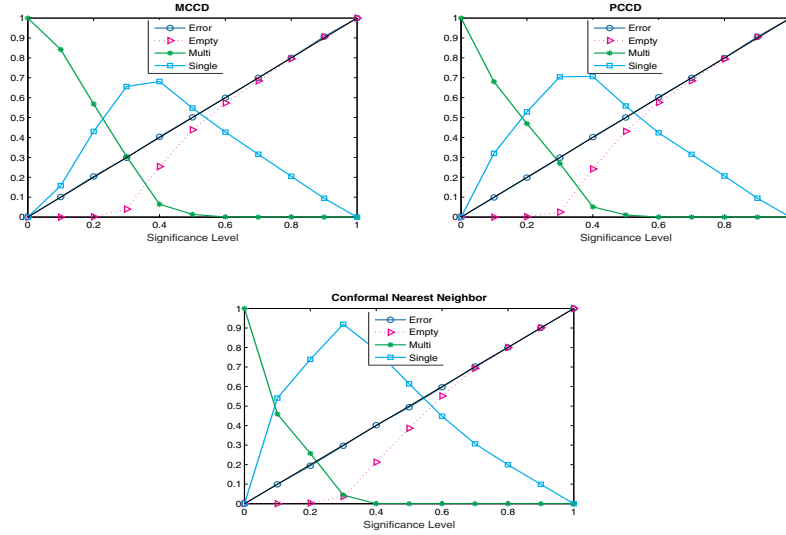 MCCD
1
0.9
0.8
0.7
0.6
0.5
0.4
0.3
0.2
0.1
0
0 0.2 0.4 0.6 0.8 1
Significance Level
Error
Empty
Multi
Single
PCCD
1
0.9
0.8
0.7
0.6
0.5
0.4
0.3
0.2
0.1
0
0 0.2 0.4 0.6 0.8
Significance Level
Error
Empty
Multi
Single
Conformal Nearest Neighbor
1
0.9
0.8
0.7
0.6
0.5
0.4
0.3
0.2
0.1
0
0 0.2 0.4 0.6 0.8 1
Significance Level
Error
Empty
Multi
Single